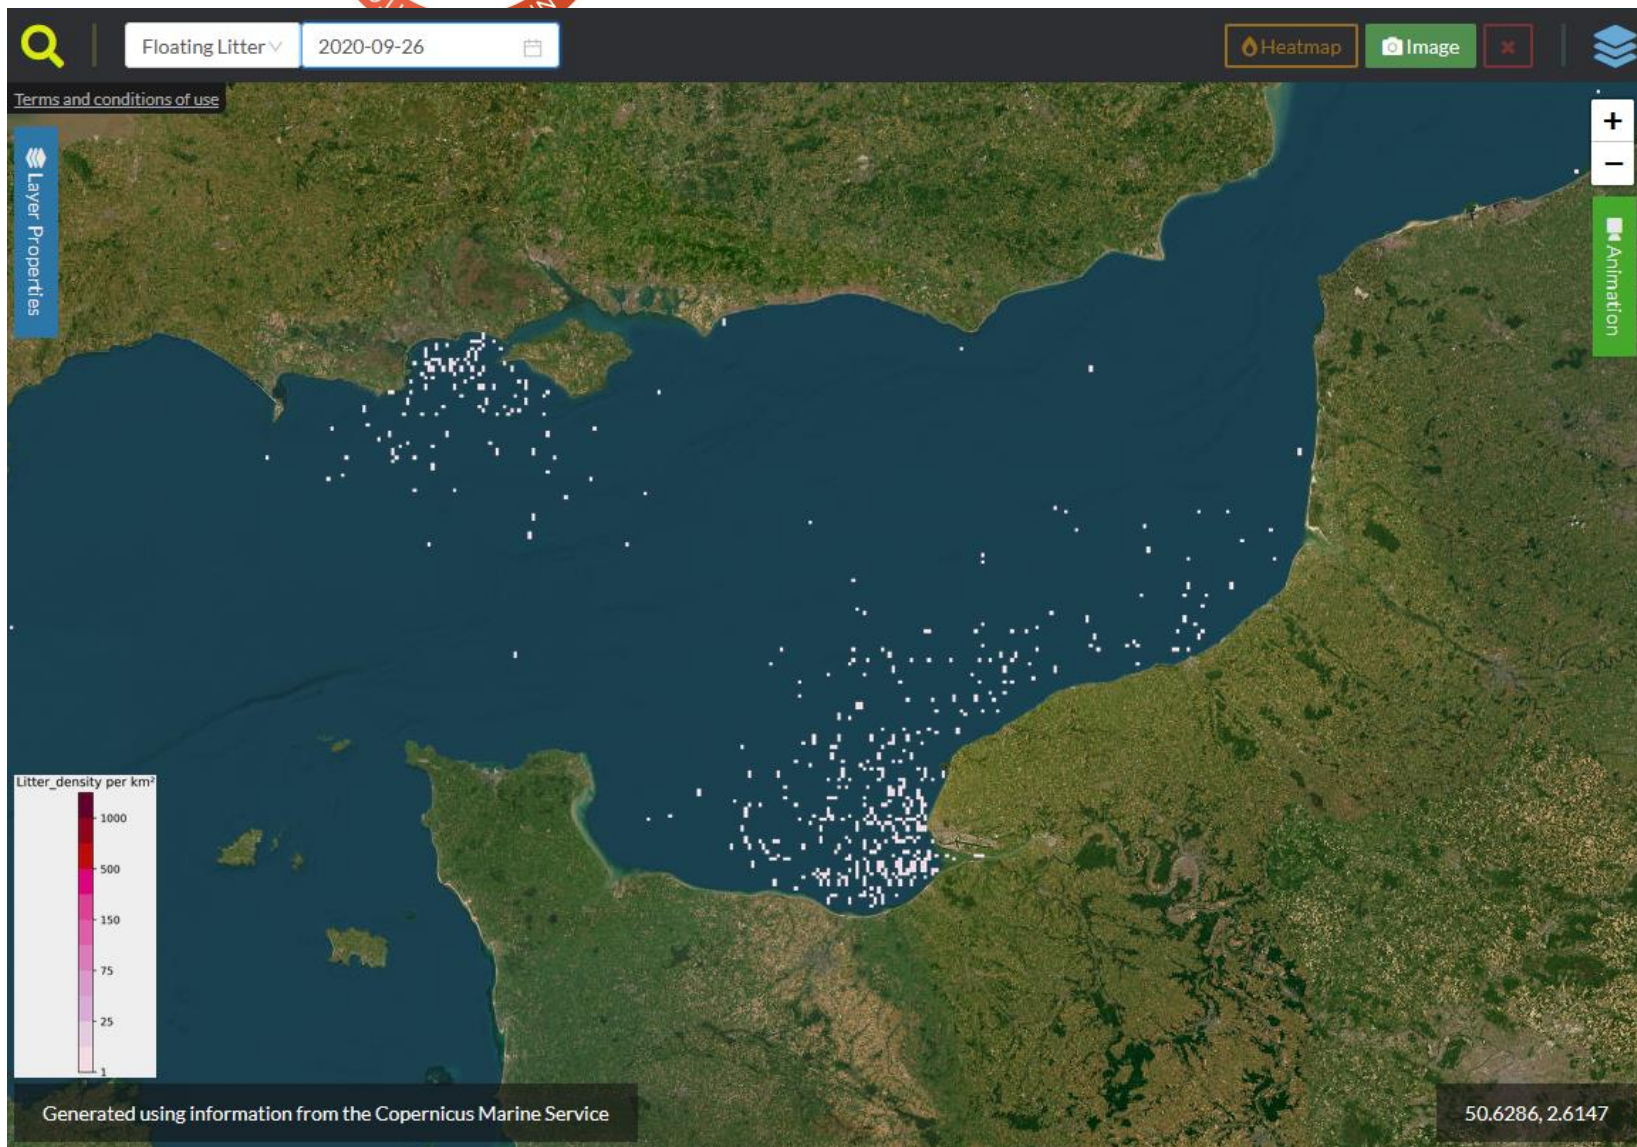 Floating Litter
2020-09-26
Heatmap
Image
Terms and conditions of use
Layer Properties
+
−
Animation
Litter_density per km²
1000
500
150
75
25
1
Generated using information from the Copernicus Marine Service
50.6286, 2.6147